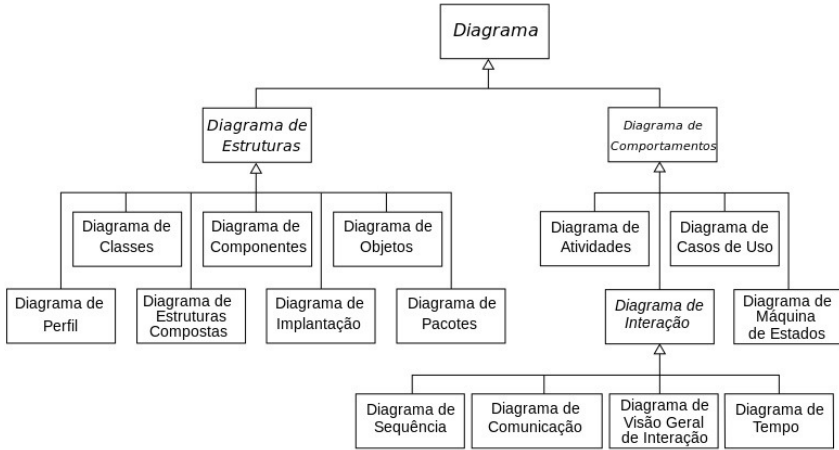 Diagrama
Diagrama de
Estruturas
Diagrama de
Comportamentos
Diagrama de
Classes
Diagrama de
Componentes
Diagrama de
Objetos
Diagrama de
Atividades
Diagrama de
Casos de Uso
Diagrama de
Perfil
Diagrama de
Estruturas
Compostas
Diagrama de
Implantação
Diagrama de
Pacotes
Diagrama de
Interação
Diagrama de
Máquina
de Estados
Diagrama de
Sequência
Diagrama de
Comunicação
Diagrama de
Visão Geral
de Interação
Diagrama de
Tempo